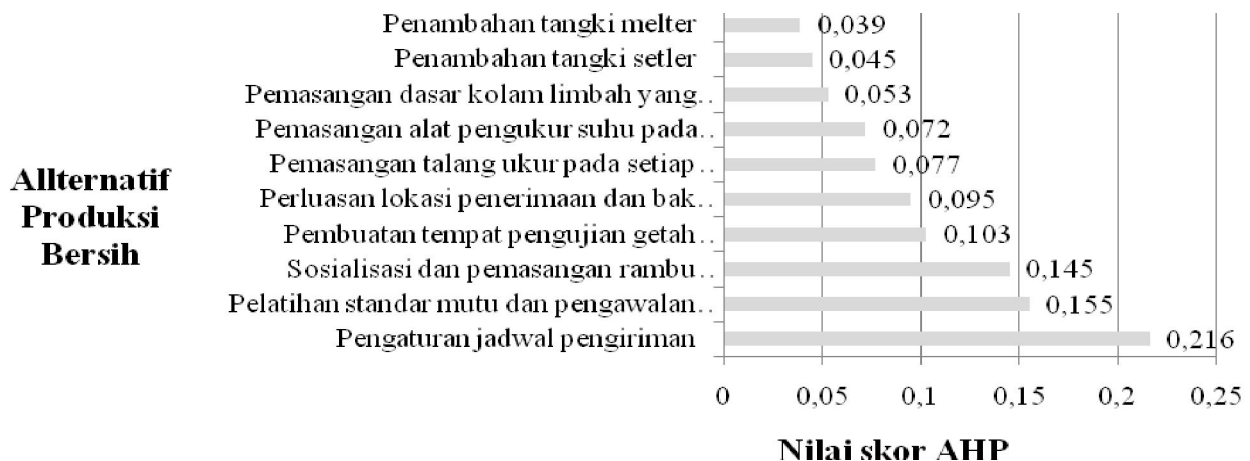 Penambahan tangki melter 0,039
Penambahan tangki setler 0,045
Pemasangan dasar kolam limbah yang.. 0,053
Pemasangan alat pengukur suhu pada.. 0,072
Pemasangan talang ukur pada setiap.. 0,077
Perluasan lokasi penerimaan dan bak.. 0,095
Pembuatan tempat pengujian getah.. 0,103
Sosialisasi dan pemasangan rambu.. 0,145
Pelatihan standar mutu dan pengawalan.. 0,155
Pengaturan jadwal pengiriman 0,216
Allternatif
Produksi
Bersih
0 0,05 0,1 0,15 0,2 0,25
Nilai skor AHP